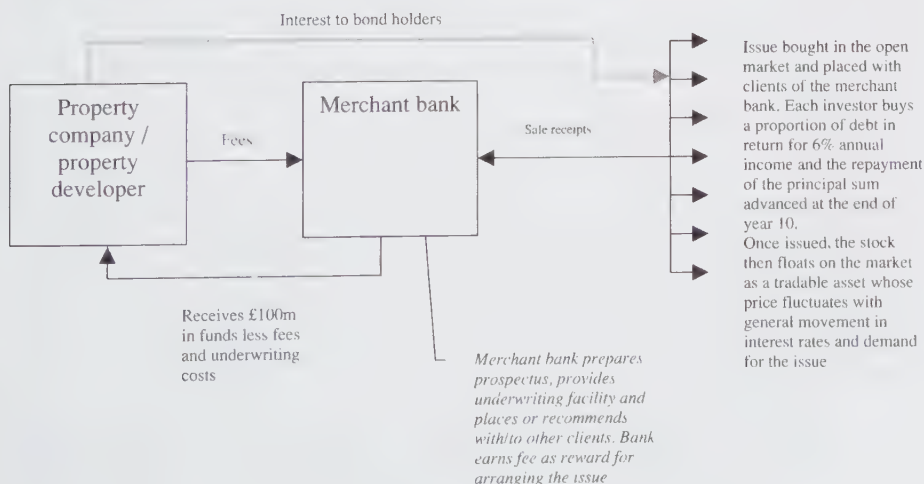 Interest to bond holders
Property
company /
property
developer
Fees
Merchant bank
Sale receipts
Issue bought in the open
market and placed with
clients of the merchant
bank. Each investor buys
a proportion of debt in
return for 6% annual
income and the repayment
of the principal sum
advanced at the end of
year 10.
Once issued, the stock
then floats on the market
as a tradable asset whose
price fluctuates with
general movement in
interest rates and demand
for the issue
Receives £100m
in funds less fees
and underwriting
costs
Merchant bank prepares
prospectus, provides
underwriting facility and
places or recommends
with/to other clients. Bank
earns fee as reward for
arranging the issue